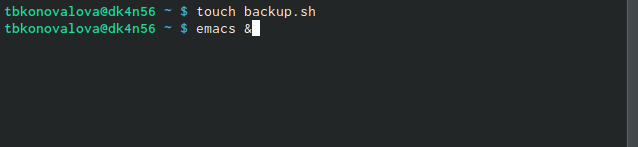 tbkonovalova@dk4n56 ~ $ touch backup.sh
tbkonovalova@dk4n56 ~ $ emacs &